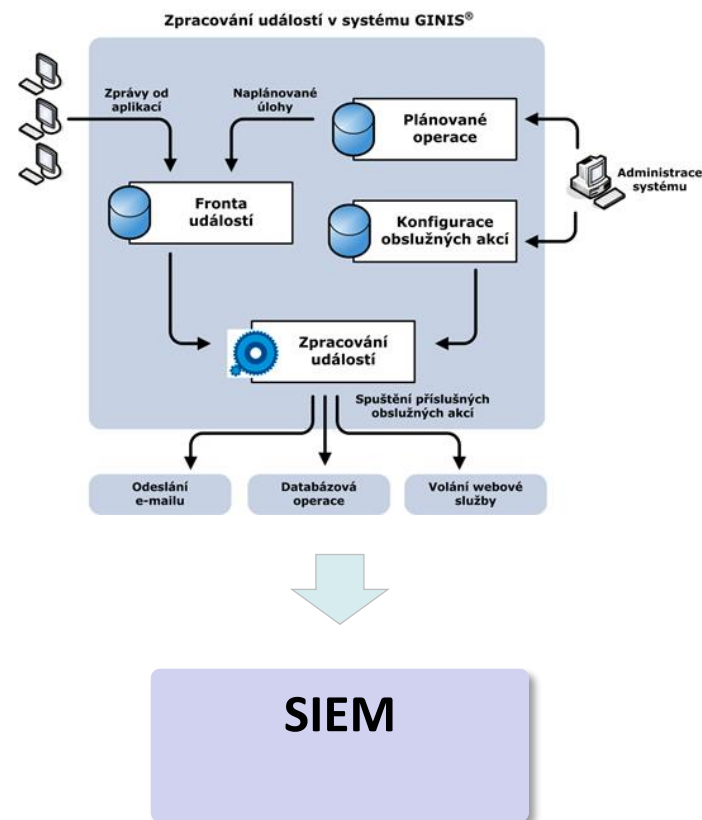 Zpracování událostí v systému GINIS®
Zprávy od
aplikací
Naplánované
úlohy
Plánované
operace
Administrace
systému
Fronta
událostí
Konfigurace
obslužných akcí
Zpracování
událostí
Spuštění příslušných
obslužných akcí
Odeslání
e-mailu
Databázová
operace
Volání webové
služby
SIEM